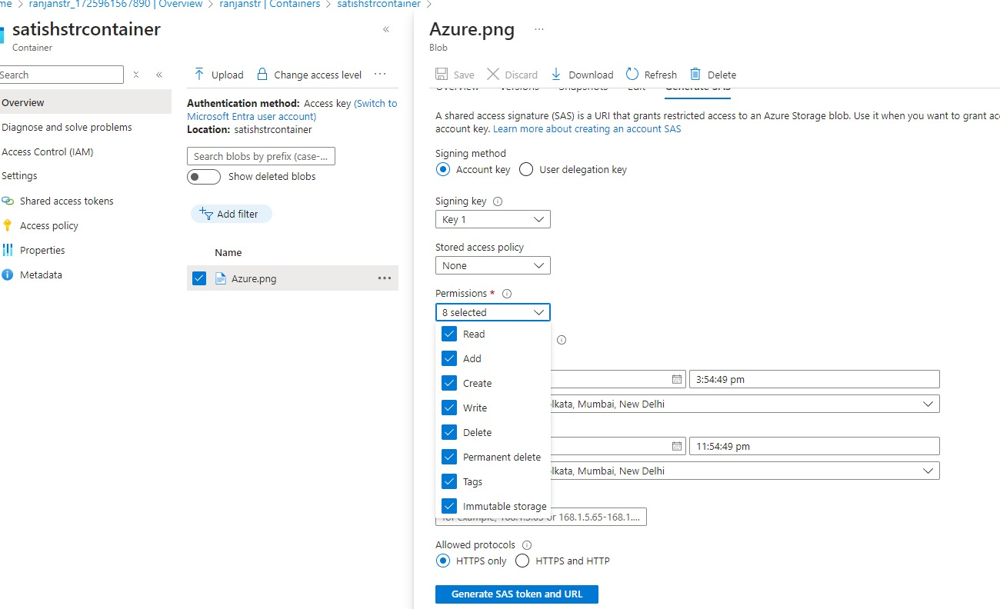 me > ranjanstr_1725961567890 | Overview > ranjanstr | Containers > satishstrcontainer >
satishstrcontainer
Container
Search
Overview
Diagnose and solve problems
Access Control (IAM)
Settings
Shared access tokens
Access policy
Properties
Metadata
Upload Change access level ...
Authentication method: Access key (Switch to
Microsoft Entra user account)
Location: satishstrcontainer
Search blobs by prefix (case-...
Show deleted blobs
Add filter
Name
Azure.png ...
Azure.png ...
Blob
Save Discard Download Refresh Delete
Overview Versions Snapshots Edit Generate SAS
A shared access signature (SAS) is a URI that grants restricted access to an Azure Storage blob. Use it when you want to grant
account key. Learn more about creating an account SAS
Signing method
Account key User delegation key
Signing key
Key 1
Stored access policy
None
Permissions *
8 selected
Read
Add
Create
Write
Delete
Permanent delete
Tags
Immutable storage
3:54:49 pm
lkata, Mumbai, New Delhi
11:54:49 pm
lkata, Mumbai, New Delhi
for example, 168.1.5.65 or 168.1.5.65-168.1....
Allowed protocols
HTTPS only HTTPS and HTTP
Generate SAS token and URL